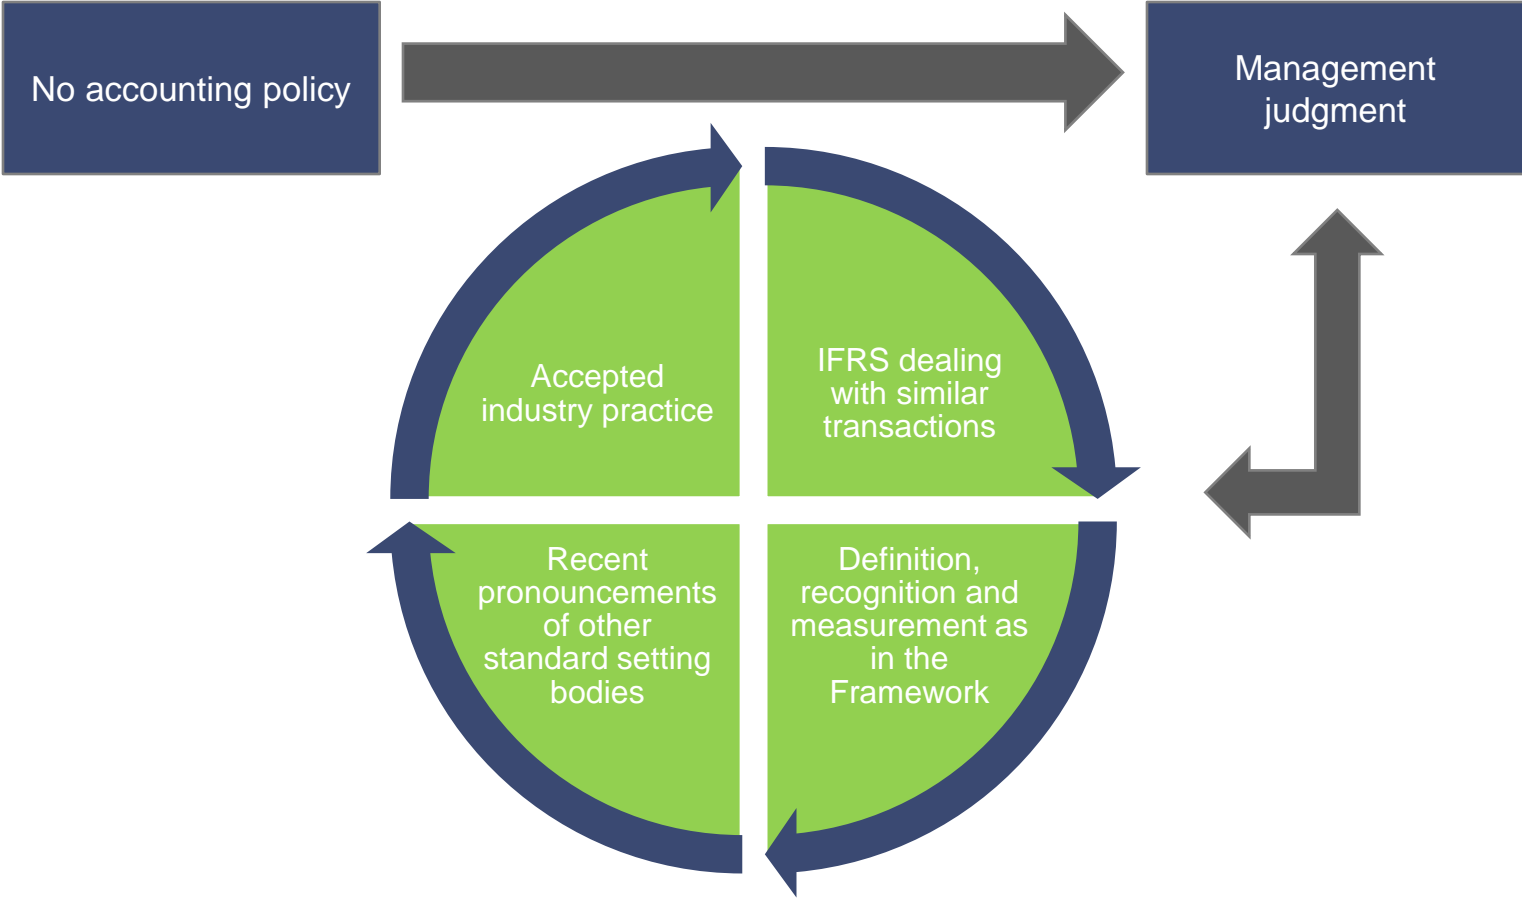 No accounting policy
Management
judgment
Accepted
industry practice
IFRS dealing
with similar
transactions
Recent
pronouncements
of other
standard setting
bodies
Definition,
recognition and
measurement as
in the
Framework